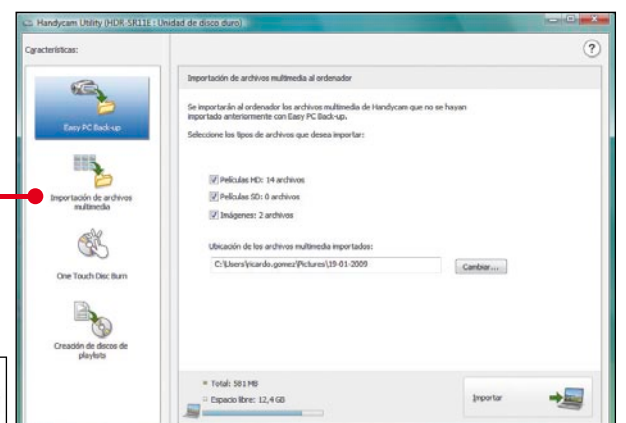 Handycam Utility (HDR-SR11E : Unidad de disco duro)
Características:
?
Easy PC Back-up
Importación de archivos
multimedia
One Touch Disc Burn
Creación de discos de
playlists
Importación de archivos multimedia al ordenador
Se importarán al ordenador los archivos multimedia de Handycam que no se hayan
importado anteriormente con Easy PC Back-up.
Seleccione los tipos de archivos que desea importar:
Películas HD: 14 archivos
Películas SD: 0 archivos
Imágenes: 2 archivos
Ubicación de los archivos multimedia importados:
C:\Users\ricardo.gomez\Pictures\19-01-2009
Cambiar...
Total: 581 MB
Espacio libre: 12,4 GB
Importar